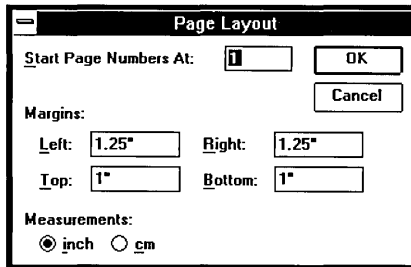 Page Layout
Start Page Numbers At: 1 OK
Cancel
Margins:
Left: 1.25" Right: 1.25"
Top: 1" Bottom: 1"
Measurements:
inch cm